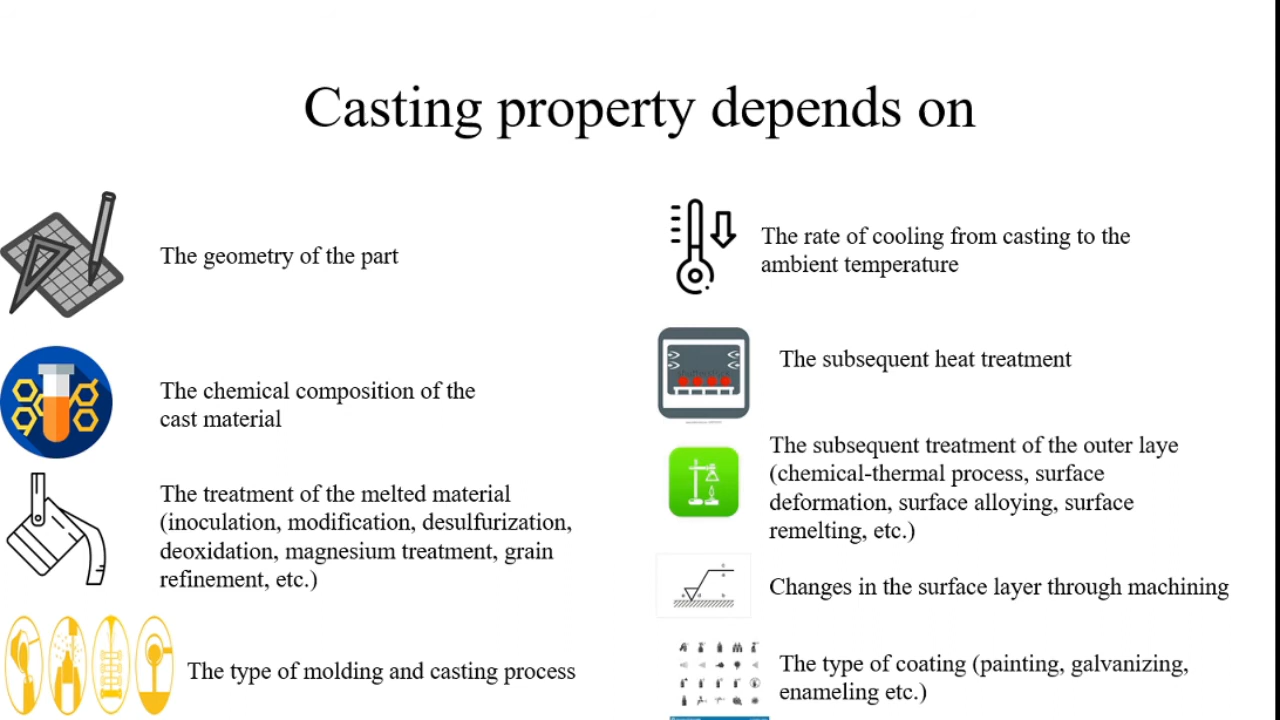 Casting property depends on
The geometry of the part
The chemical composition of the
cast material
The treatment of the melted material
(inoculation, modification, desulfurization,
deoxidation, magnesium treatment, grain
refinement, etc.)
The type of molding and casting process
The rate of cooling from casting to the
ambient temperature
The subsequent heat treatment
The subsequent treatment of the outer laye
(chemical-thermal process, surface
deformation, surface alloying, surface
remelting, etc.)
Changes in the surface layer through machining
The type of coating (painting, galvanizing,
enameling etc.)